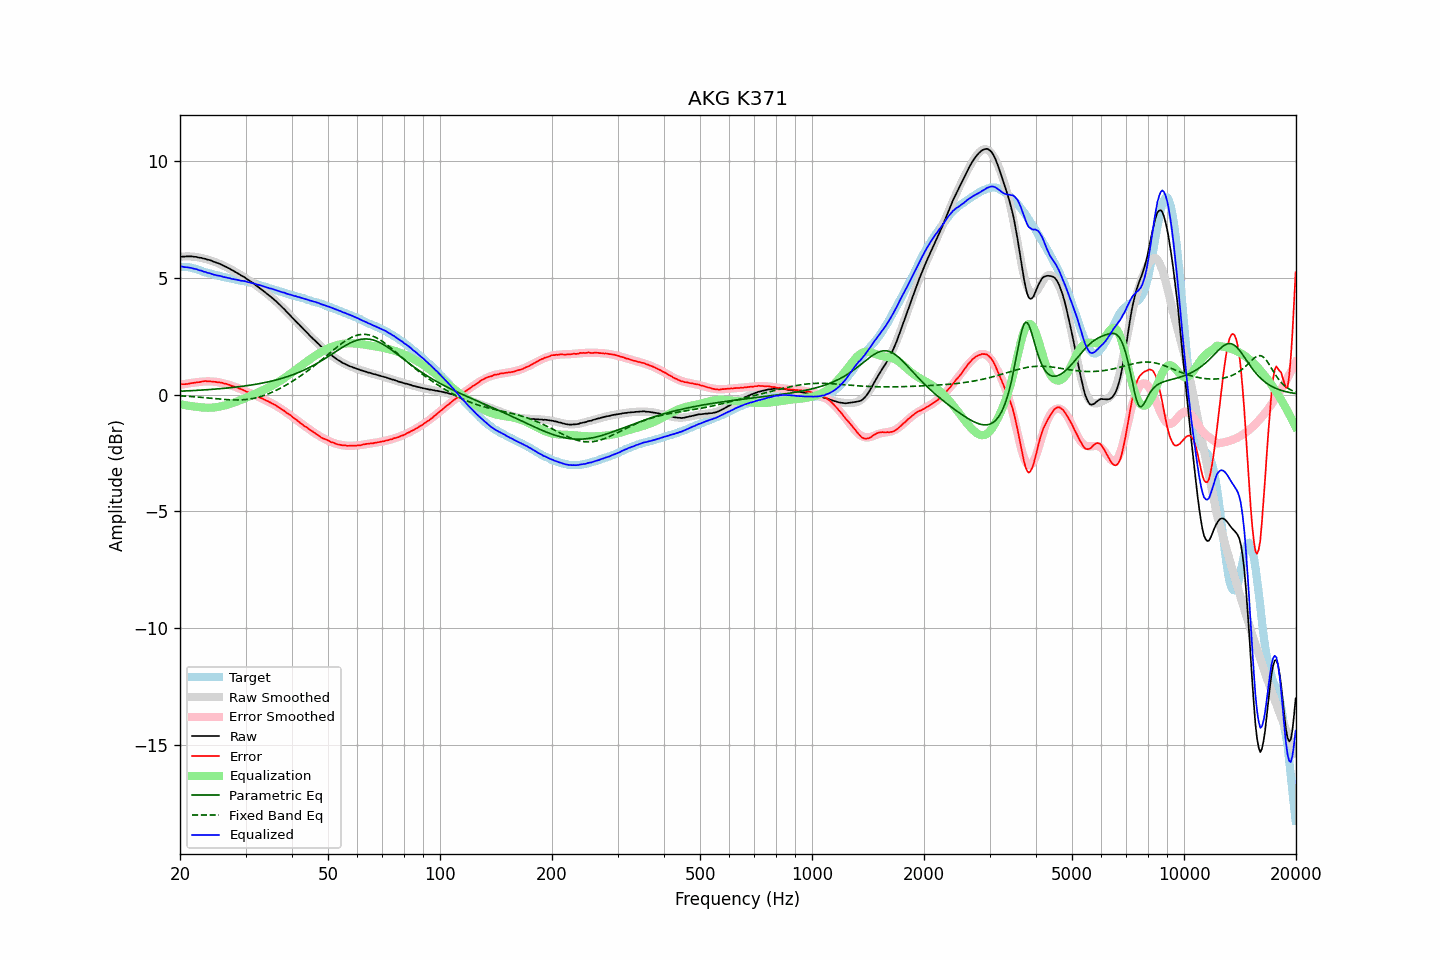 AKG K371
Amplitude (dBr)
10
5
0
−5
−10
−15
Target
Raw Smoothed
Error Smoothed
Raw
Error
Equalization
Parametric Eq
Fixed Band Eq
Equalized
20 50 100 200 500 1000 2000 5000 10000 20000
Frequency (Hz)